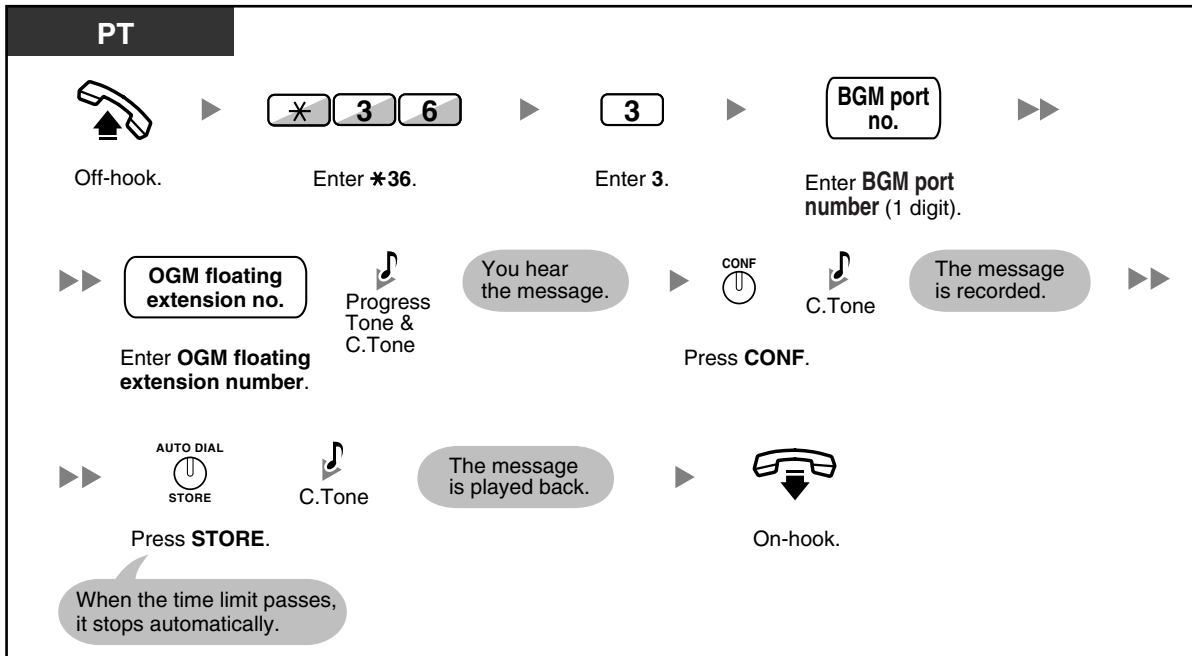 PT
✳ 3 6
3
BGM port
no.
Off-hook.
Enter ✳36.
Enter 3.
Enter BGM port
number (1 digit).
OGM floating
extension no.
Progress
Tone &
C.Tone
You hear
the message.
CONF
C.Tone
The message
is recorded.
Enter OGM floating
extension number.
Press CONF.
AUTO DIAL
STORE
C.Tone
The message
is played back.
Press STORE.
On-hook.
When the time limit passes,
it stops automatically.